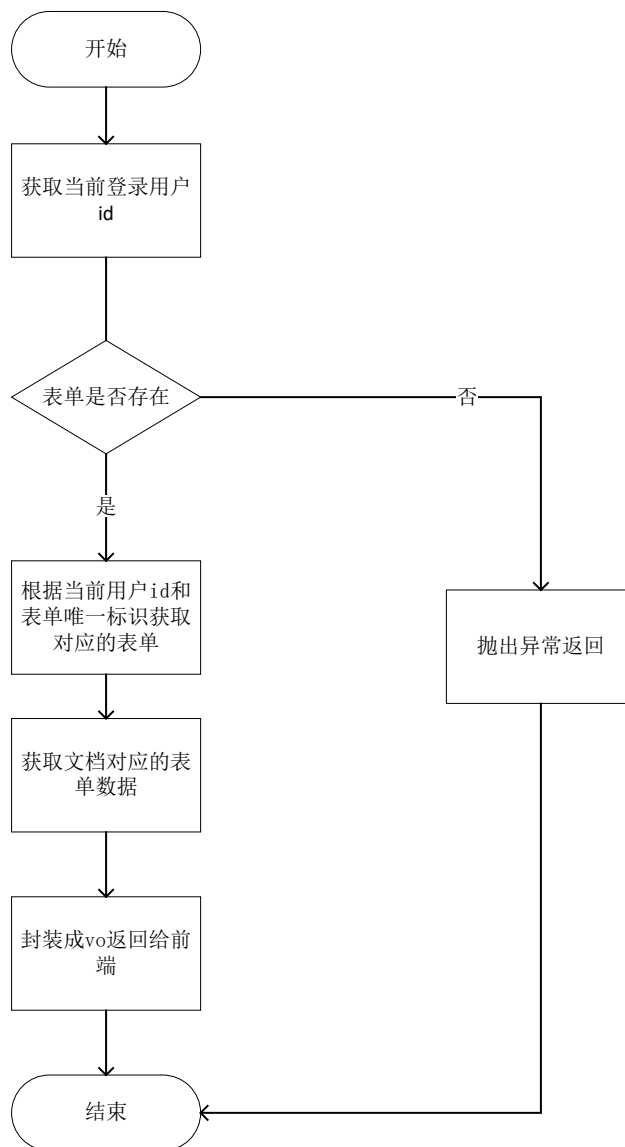 开始
获取当前登录用户
id
表单是否存在
否
是
根据当前用户id和
表单唯一标识获取
对应的表单
抛出异常返回
获取文档对应的表
单数据
封装成vo返回给前
端
结束